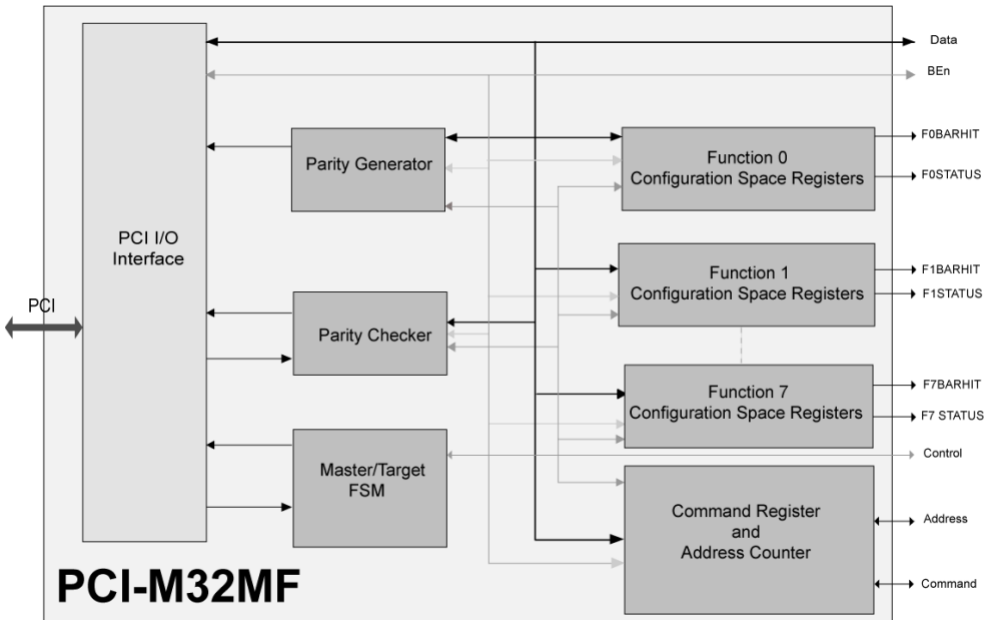 Data
BEn
F0BARHIT
Parity Generator
Function 0
Configuration Space Registers
F0STATUS
PCI I/O
Interface
F1BARHIT
Function 1
Configuration Space Registers
F1STATUS
PCI
Parity Checker
F7BARHIT
Function 7
Configuration Space Registers
F7 STATUS
Control
Master/Target
FSM
Command Register
and
Address Counter
Address
Command
PCI-M32MF